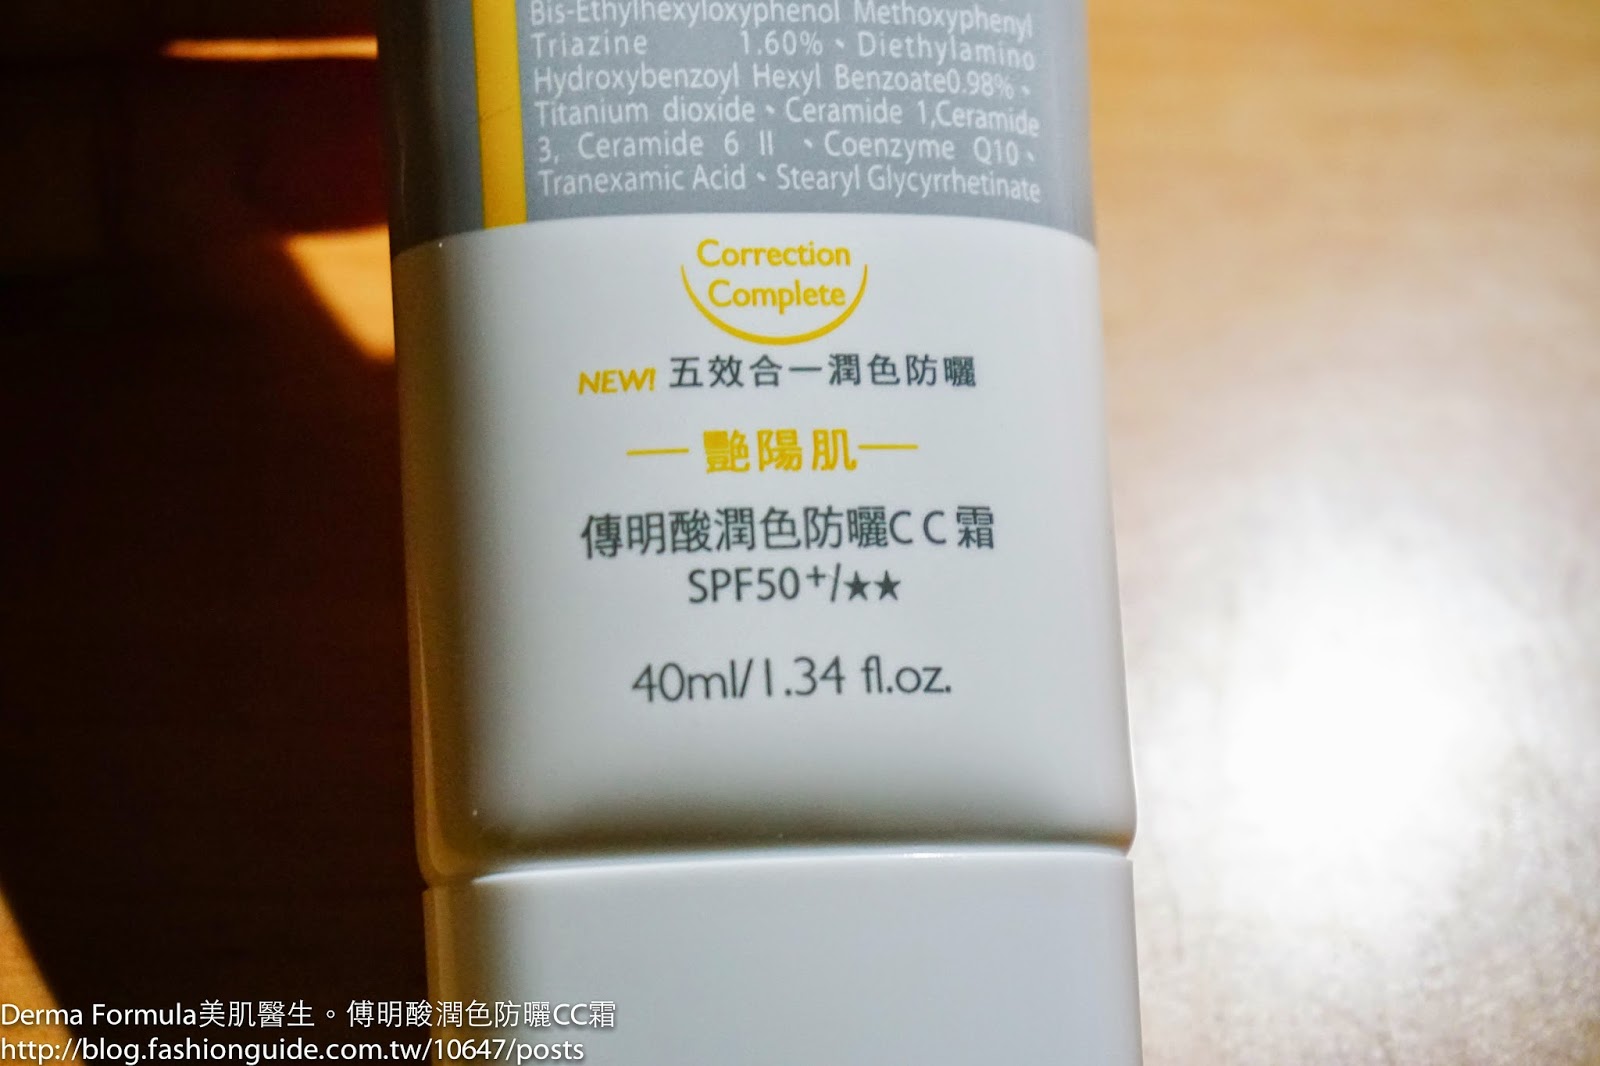 Bis-Ethylhexyloxyphenol Methoxyphenyl
Triazine 1.60%、Diethylamino
Hydroxybenzoyl Hexyl Benzoate0.98%、
Titanium dioxide、Ceramide 1,Ceramide
3, Ceramide 6 II 、Coenzyme Q10、
Tranexamic Acid、Stearyl Glycyrrhetinate
Correction
Complete
NEW! 五效合一潤色防曬
艷陽肌
傳明酸潤色防曬CC霜
SPF50+/★★
40ml/1.34 fl.oz.
Derma Formula美肌醫生。傅明酸潤色防曬CC霜
http://blog.fashionguide.com.tw/10647/posts